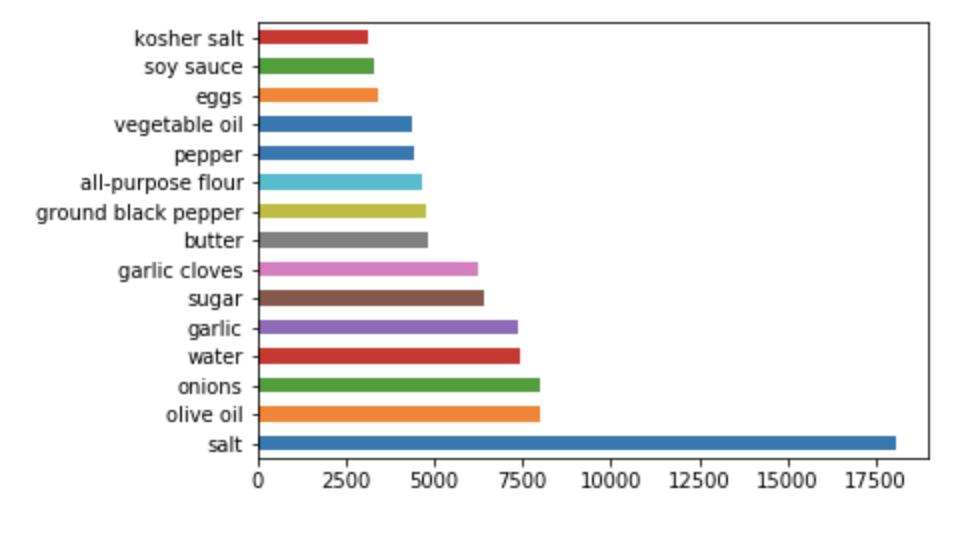 kosher salt
soy sauce
eggs
vegetable oil
pepper
all-purpose flour
ground black pepper
butter
garlic cloves
sugar
garlic
water
onions
olive oil
salt
0 2500 5000 7500 10000 12500 15000 17500